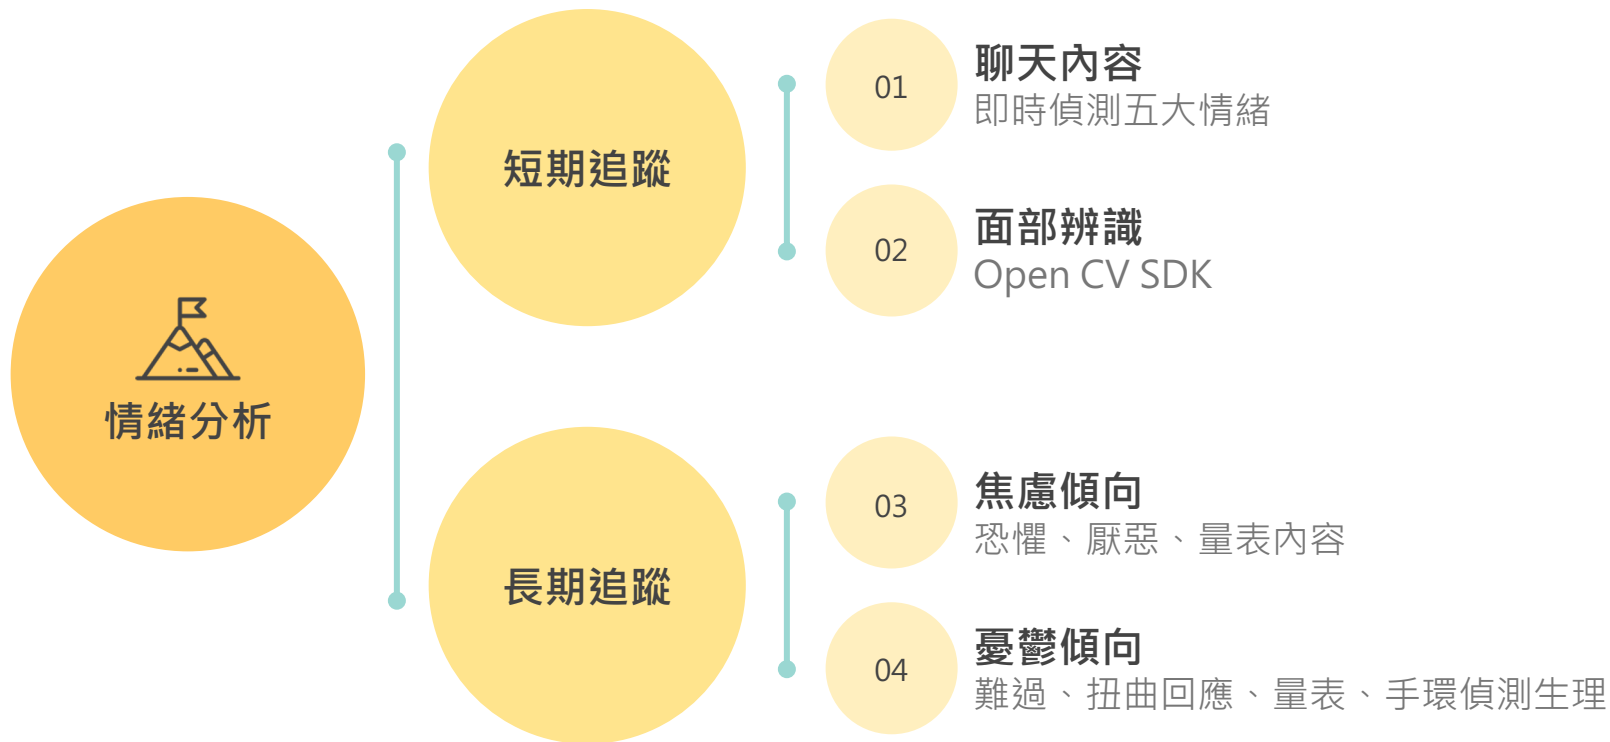 情緒分析
短期追蹤
01
聊天內容
即時偵測五大情緒
02
面部辨識
Open CV SDK
長期追蹤
03
焦慮傾向
恐懼、厭惡、量表內容
04
憂鬱傾向
難過、扭曲回應、量表、手環偵測生理